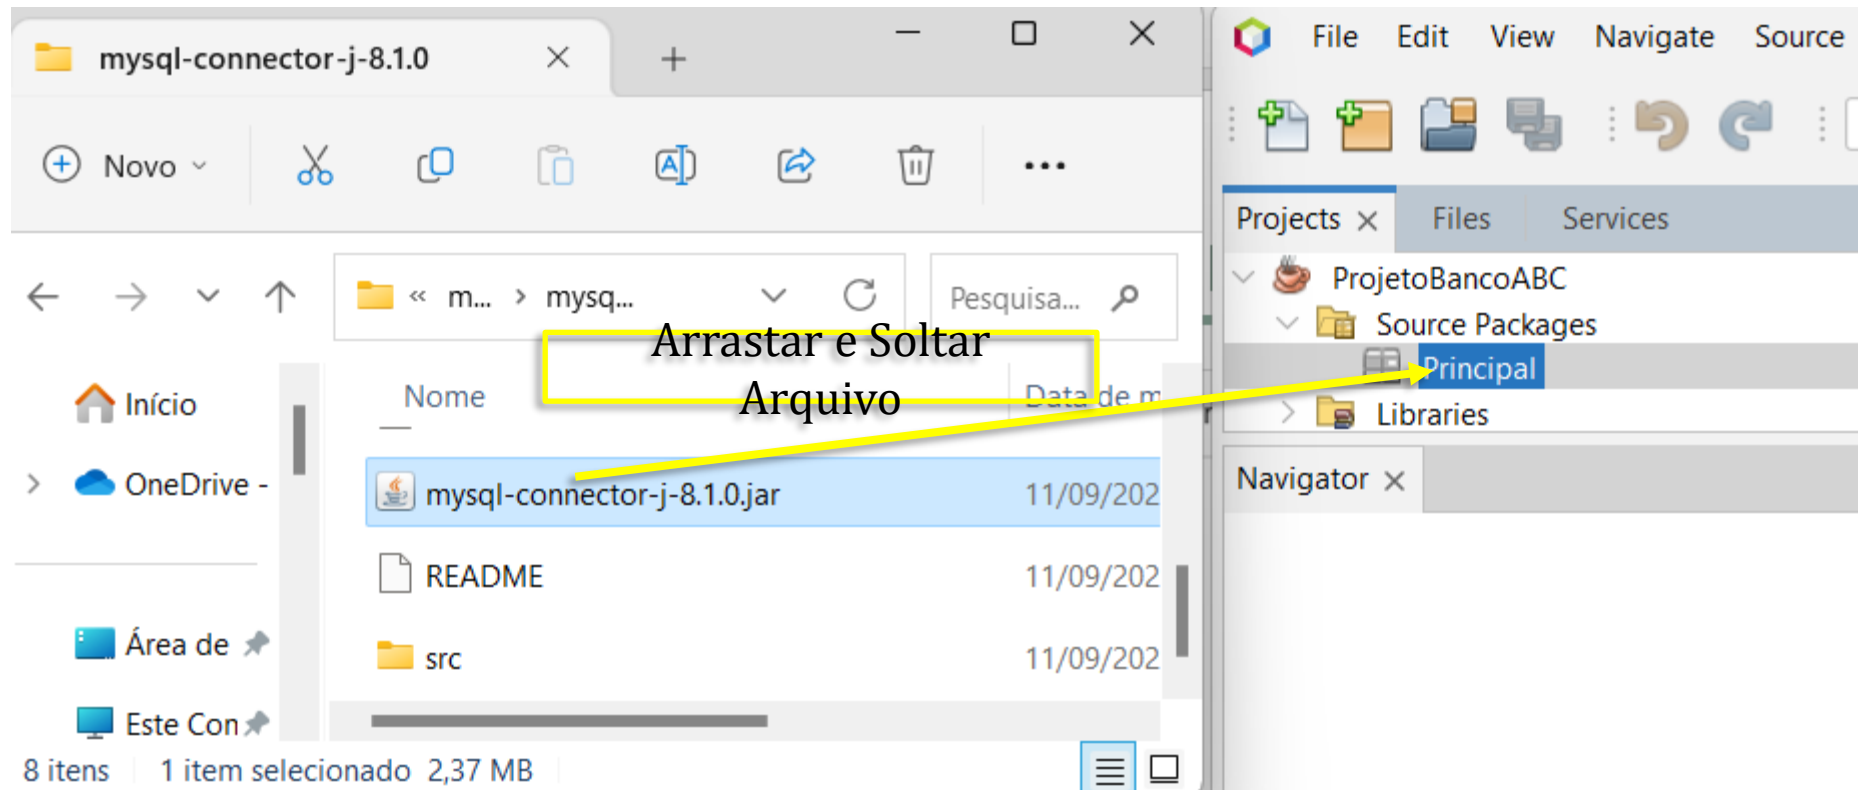 mysql-connector-j-8.1.0
Novo
« m... > mysq...
Pesquisa...
Arrastar e Soltar
Arquivo
Nome
Data de m
Início
OneDrive -
mysql-connector-j-8.1.0.jar
11/09/202
README
11/09/202
src
11/09/202
Área de
Este Con
8 itens
1 item selecionado 2,37 MB
File Edit View Navigate Source
Projects Files Services
ProjetoBancoABC
Source Packages
Principal
Libraries
Navigator